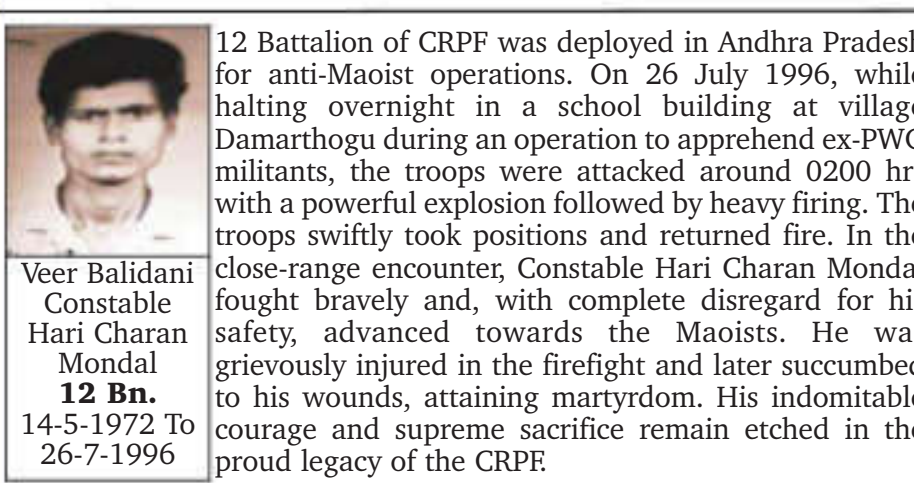 Veer Balidani
Constable
Hari Charan
Mondal
12 Bn.
14-5-1972 To
26-7-1996
12 Battalion of CRPF was deployed in Andhra Pradesh
for anti-Maoist operations. On 26 July 1996, while
halting overnight in a school building at village
Damarthogu during an operation to apprehend ex-PWG
militants, the troops were attacked around 0200 hr
with a powerful explosion followed by heavy firing. The
troops swiftly took positions and returned fire. In the
close-range encounter, Constable Hari Charan Monda
fought bravely and, with complete disregard for hi
safety, advanced towards the Maoists. He wa
grievously injured in the firefight and later succumbed
to his wounds, attaining martyrdom. His indomitable
courage and supreme sacrifice remain etched in the
proud legacy of the CRPF.